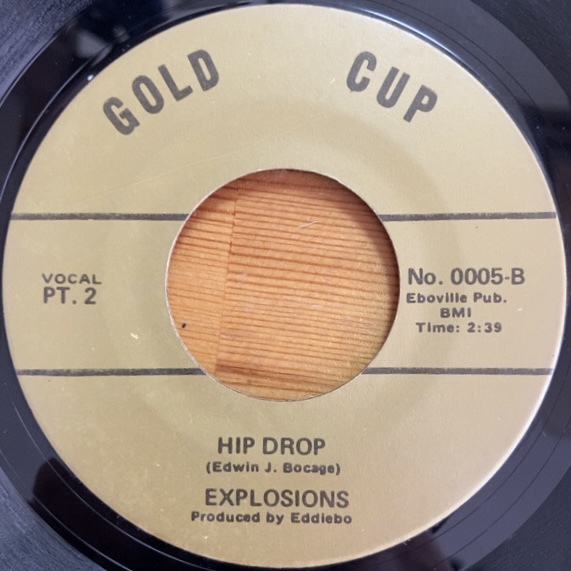 GOLD CUP
VOCAL
PT. 2
No. 0005-B
Eboville Pub.
BMI
Time: 2:39
HIP DROP
(Edwin J. Bocage)
EXPLOSIONS
Produced by Eddiebo